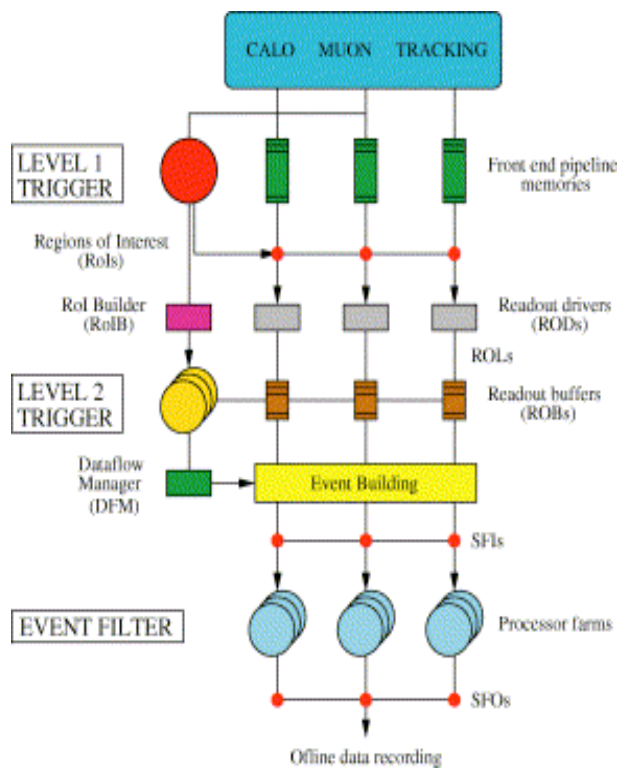 CALO MUON TRACKING
LEVEL 1
TRIGGER
Front end pipeline
memories
Regions of Interest
(RoIs)
RoI Builder
(RoIB)
Readout drivers
(RODs)
ROLs
LEVEL 2
TRIGGER
Readout buffers
(ROBs)
Dataflow
Manager
(DFM)
Event Building
SFIs
EVENT FILTER
Processor farms
SFOs
Ofline data recording